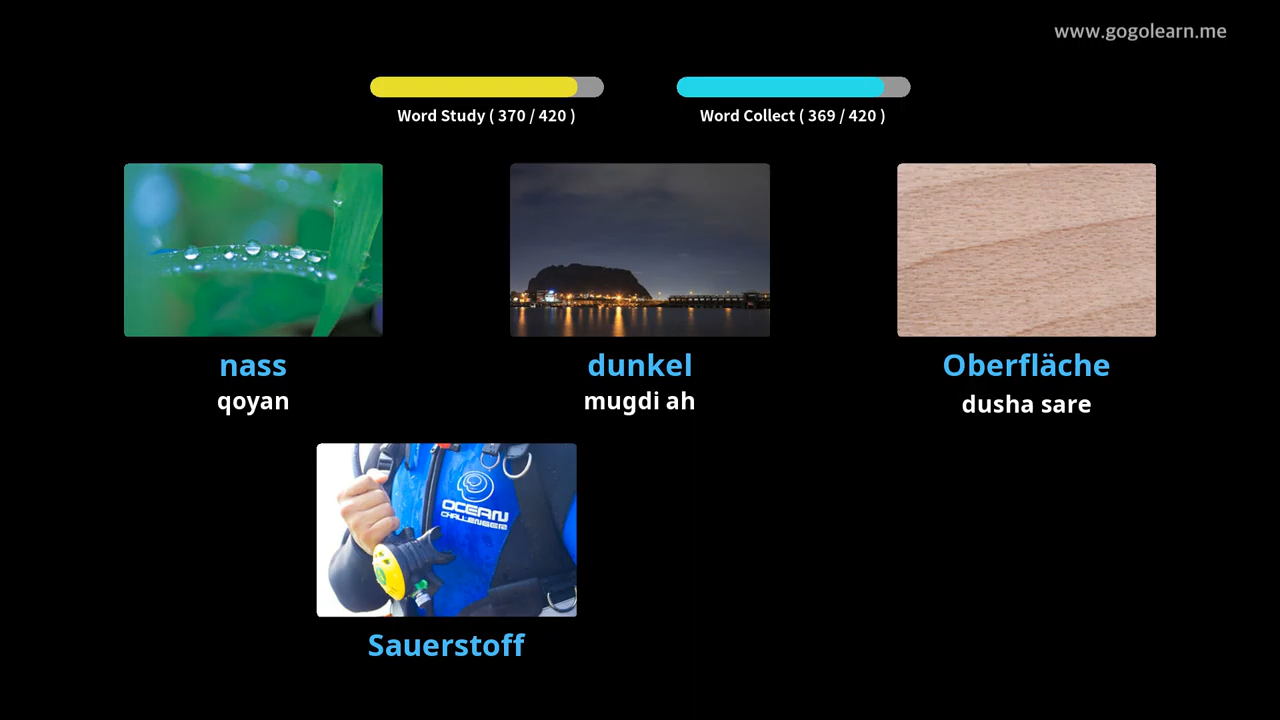 www.gogolearn.me
Word Study ( 370 / 420 )
Word Collect ( 369 / 420 )
nass
qoyan
dunkel
mugdi ah
Oberfläche
dusha sare
OCEAN
CHALLENGER
Sauerstoff